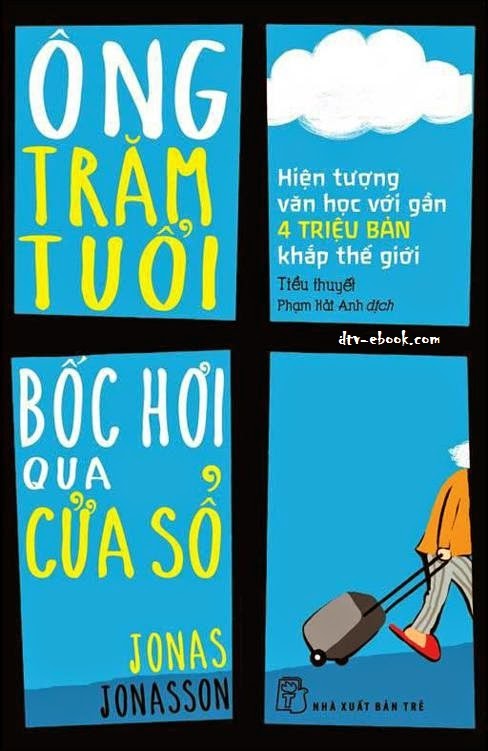 ÔNG
TRĂM
TUỔI
Hiện tượng
văn học với gần
4 TRIỆU BẢN
khắp thế giới
Tiểu thuyết
Phạm Hải Anh dịch
dtv-ebook.com
BỐC HƠI
QUA
CỬA SỔ
JONAS
JONASSON
NHÀ XUẤT BẢN TRẺ